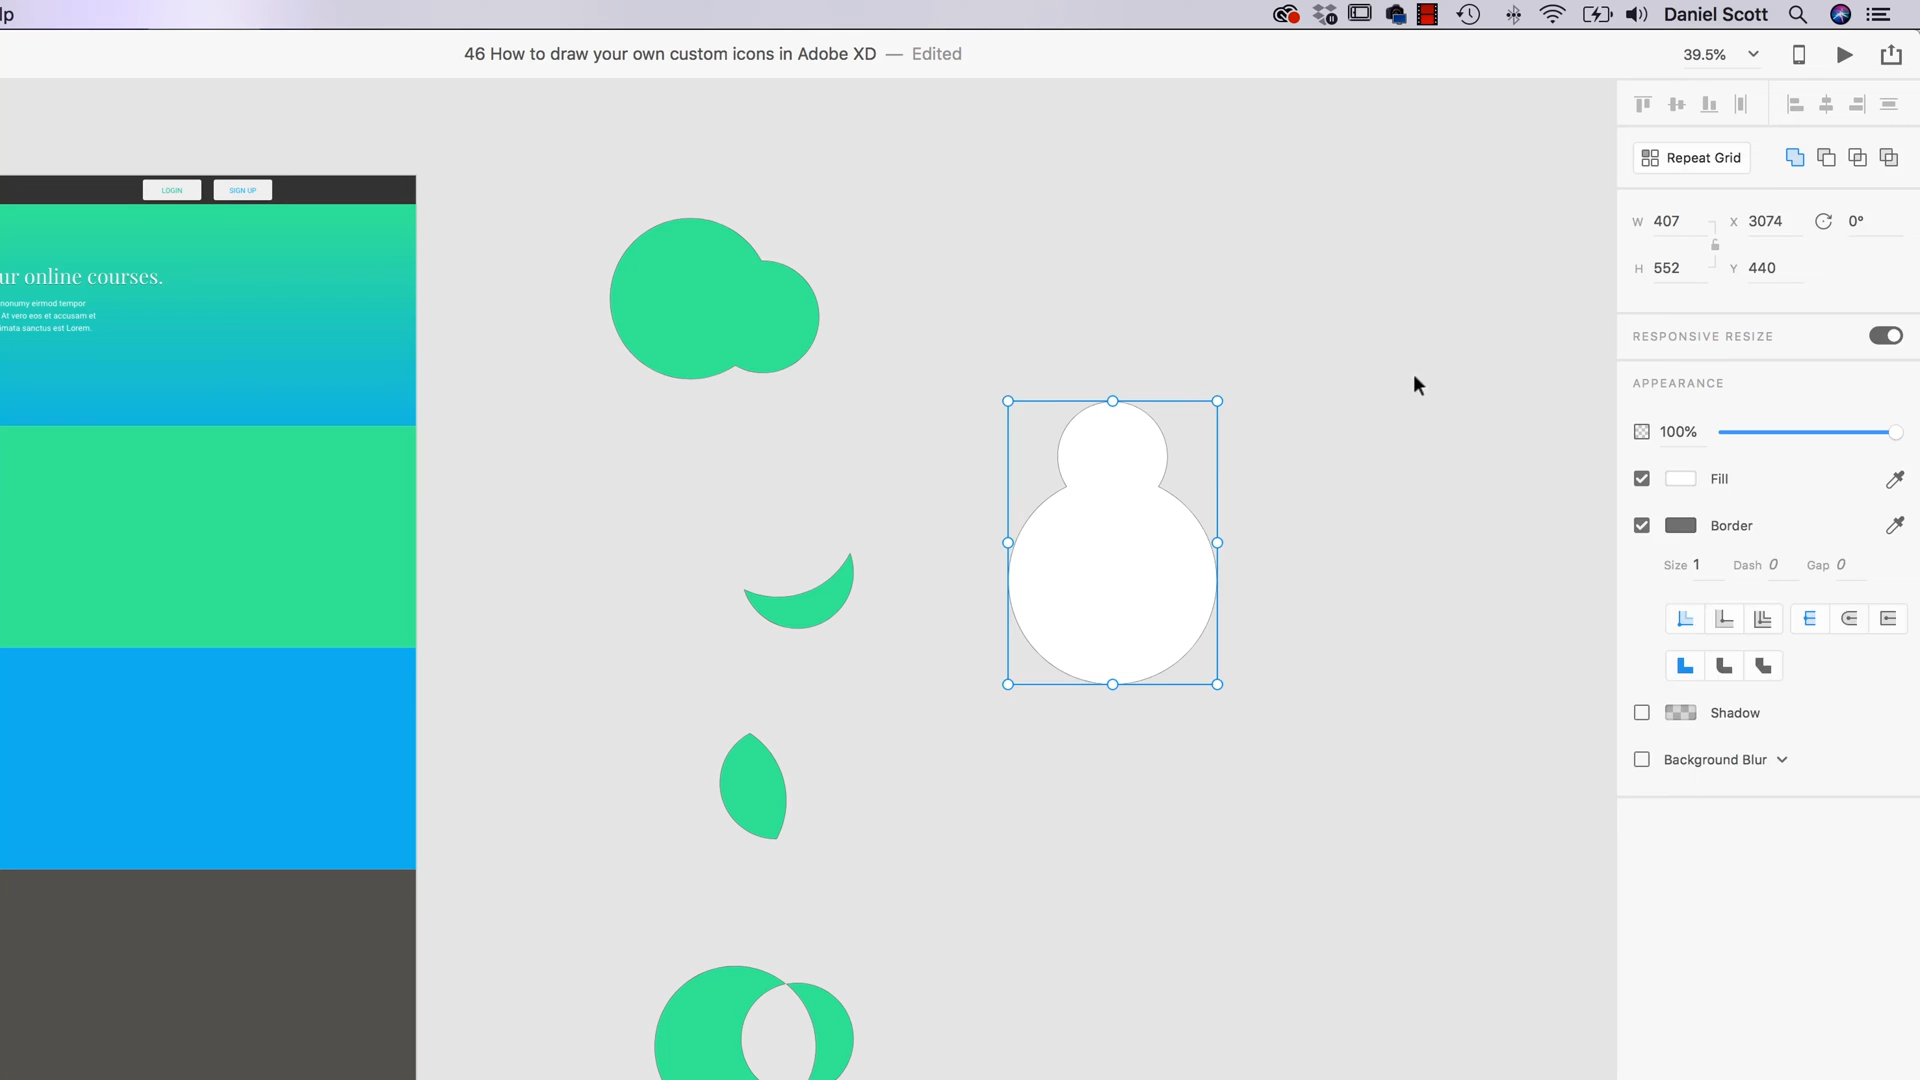 lp
Daniel Scott
46 How to draw your own custom icons in Adobe XD — Edited
39.5%
Repeat Grid
LOGIN
SIGN UP
W 407 X 3074 0°
H 552 Y 440
ur online courses.
nonumy eirmod tempor
At vero eos et accusam et
imata sanctus est Lorem.
RESPONSIVE RESIZE
APPEARANCE
100%
Fill
Border
Size 1 Dash 0 Gap 0
Shadow
Background Blur